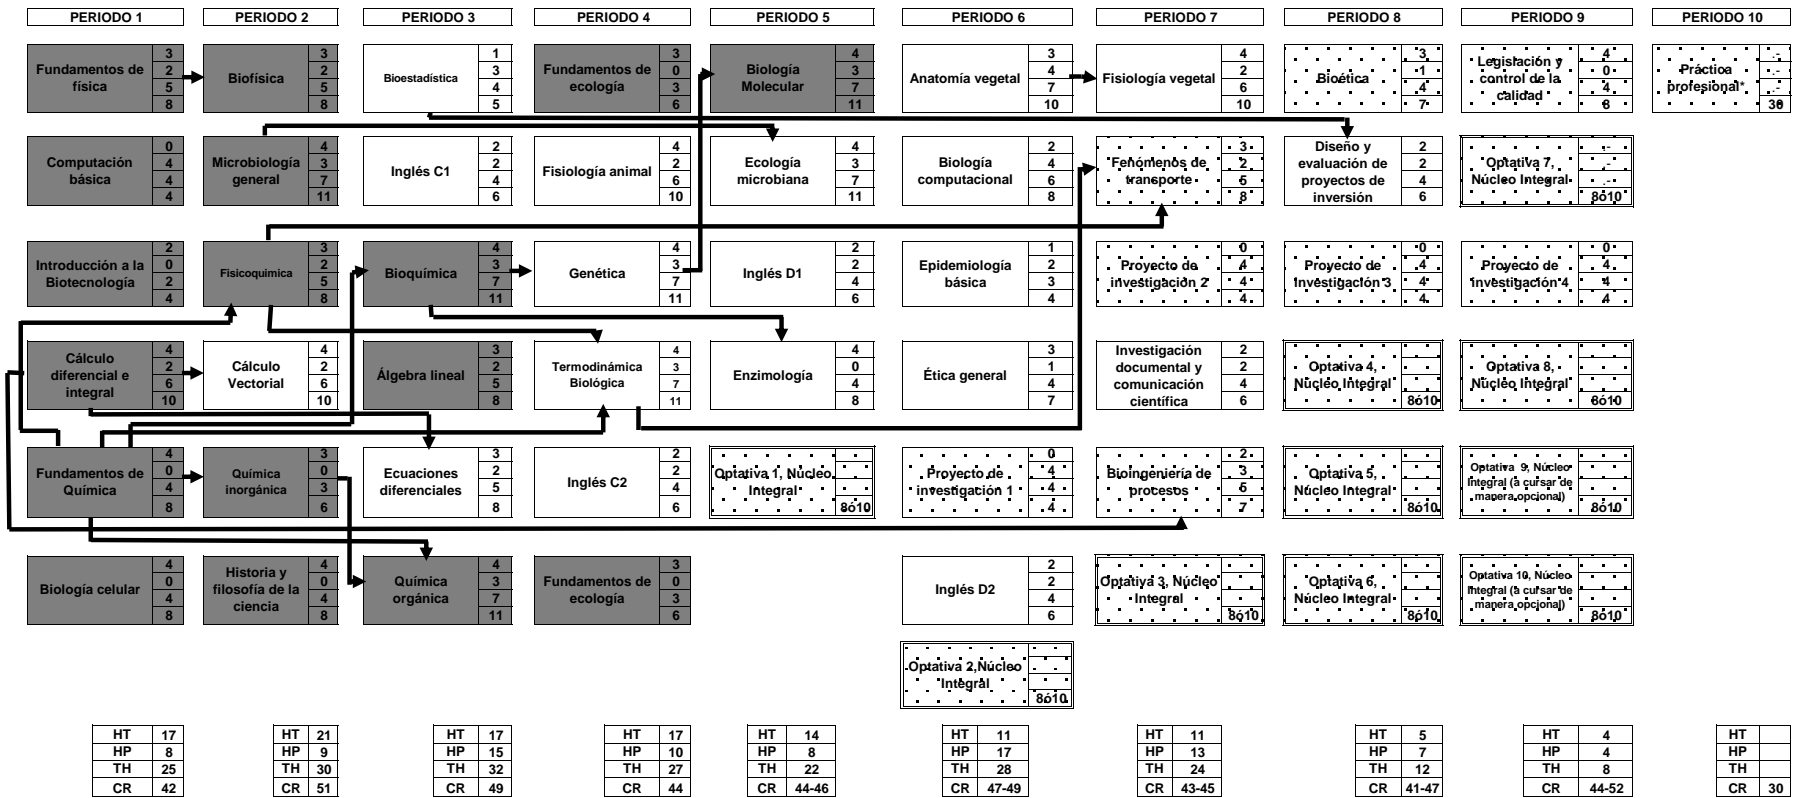 PERIODO 1
PERIODO 2
PERIODO 3
PERIODO 4
PERIODO 5
PERIODO 6
PERIODO 7
PERIODO 8
PERIODO 9
PERIODO 10
Fundamentos de
física
3
2
5
8
Biofísica
3
2
5
8
Bioestadística
1
3
4
5
Fundamentos de
ecología
3
0
3
6
Biología
Molecular
4
3
7
11
Anatomía vegetal
3
4
7
10
Fisiología vegetal
4
2
6
10
Bioética
3
1
4
7
Legislación y
control de la
calidad
4
0
4
8
Práctica
profesional*
.-
.-
.-
30
Computación
básica
0
4
4
4
Microbiología
general
4
3
7
11
Inglés C1
2
2
4
6
Fisiología animal
4
2
6
10
Ecología
microbiana
4
3
7
11
Biología
computacional
2
4
6
8
Fenómenos de
transporte
3
2
5
8
Diseño y
evaluación de
proyectos de
inversión
2
2
4
6
Optativa 7,
Núcleo Integral
.-
.-
.-
8ó10
Introducción a la
Biotecnología
2
0
2
4
Fisicoquimica
3
2
5
8
Bioquímica
4
3
7
11
Genética
4
3
7
11
Inglés D1
2
2
4
6
Epidemiología
básica
1
2
3
4
Proyecto de
investigación 2
0
4
4
4
Proyecto de
investigación 3
0
4
4
4
Proyecto de
investigación 4
0
4
4
4
Cálculo
diferencial e
integral
4
2
6
10
Cálculo
Vectorial
4
2
6
10
Álgebra lineal
3
2
5
8
Termodinámica
Biológica
4
3
7
11
Enzimología
4
0
4
8
Ética general
3
1
4
7
Investigación
documental y
comunicación
científica
2
2
4
6
Optativa 4,
Núcleo Integral
8ó10
Optativa 8,
Núcleo Integral
8ó10
Fundamentos de
Química
4
0
4
8
Química
inorgánica
3
0
3
6
Ecuaciones
diferenciales
3
2
5
8
Inglés C2
2
2
4
6
Optativa 1, Núcleo
Integral
8ó10
Proyecto de
investigación 1
0
4
4
4
Bioingeniería de
procesos
2
3
5
7
Optativa 5,
Núcleo Integral
8ó10
Optativa 9, Núcleo
Integral (a cursar de
manera opcional)
8ó10
Biología celular
4
0
4
8
Historia y
filosofía de la
ciencia
4
0
4
8
Química
orgánica
4
3
7
11
Fundamentos de
ecología
3
0
3
6
Inglés D2
2
2
4
6
Optativa 3, Núcleo
Integral
8ó10
Optativa 6,
Núcleo Integral
8ó10
Optativa 10, Núcleo
Integral (a cursar de
manera opcional)
8ó10
Optativa 2,Núcleo
Integral
8ó10
HT 17
HP 8
TH 25
CR 42
HT 21
HP 9
TH 30
CR 51
HT 17
HP 15
TH 32
CR 49
HT 17
HP 10
TH 27
CR 44
HT 14
HP 8
TH 22
CR 44-46
HT 11
HP 17
TH 28
CR 47-49
HT 11
HP 13
TH 24
CR 43-45
HT 5
HP 7
TH 12
CR 41-47
HT 4
HP 4
TH 8
CR 44-52
HT
HP
TH
CR 30